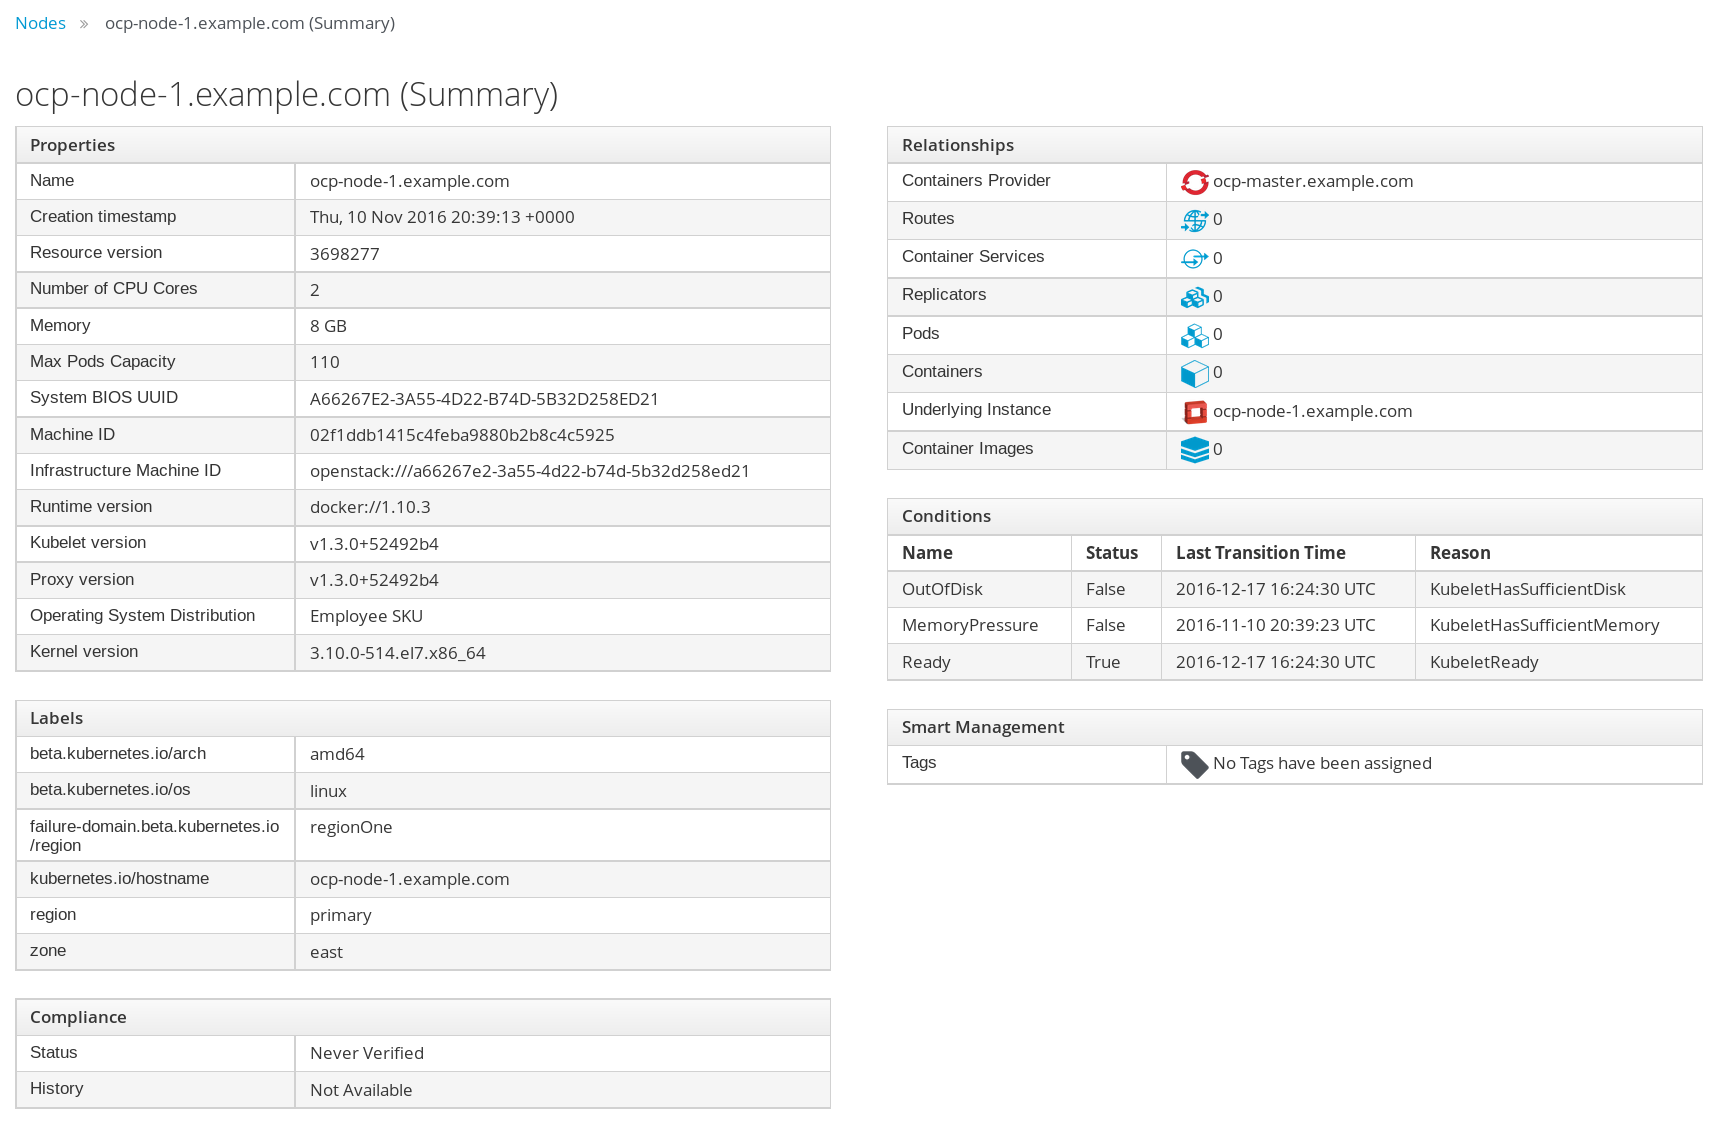 Nodes » ocp-node-1.example.com (Summary)
ocp-node-1.example.com (Summary)
Properties
Name ocp-node-1.example.com
Creation timestamp Thu, 10 Nov 2016 20:39:13 +0000
Resource version 3698277
Number of CPU Cores 2
Memory 8 GB
Max Pods Capacity 110
System BIOS UUID A66267E2-3A55-4D22-B74D-5B32D258ED21
Machine ID 02f1ddb1415c4feba9880b2b8c4c5925
Infrastructure Machine ID openstack:///a66267e2-3a55-4d22-b74d-5b32d258ed21
Runtime version docker://1.10.3
Kubelet version v1.3.0+52492b4
Proxy version v1.3.0+52492b4
Operating System Distribution Employee SKU
Kernel version 3.10.0-514.el7.x86_64
Labels
beta.kubernetes.io/arch amd64
beta.kubernetes.io/os linux
failure-domain.beta.kubernetes.io regionOne
/region
kubernetes.io/hostname ocp-node-1.example.com
region primary
zone east
Compliance
Status Never Verified
History Not Available
Relationships
Containers Provider ocp-master.example.com
Routes 0
Container Services 0
Replicators 0
Pods 0
Containers 0
Underlying Instance ocp-node-1.example.com
Container Images 0
Conditions
Name Status Last Transition Time Reason
OutOfDisk False 2016-12-17 16:24:30 UTC KubeletHasSufficientDisk
MemoryPressure False 2016-11-10 20:39:23 UTC KubeletHasSufficientMemory
Ready True 2016-12-17 16:24:30 UTC KubeletReady
Smart Management
Tags No Tags have been assigned